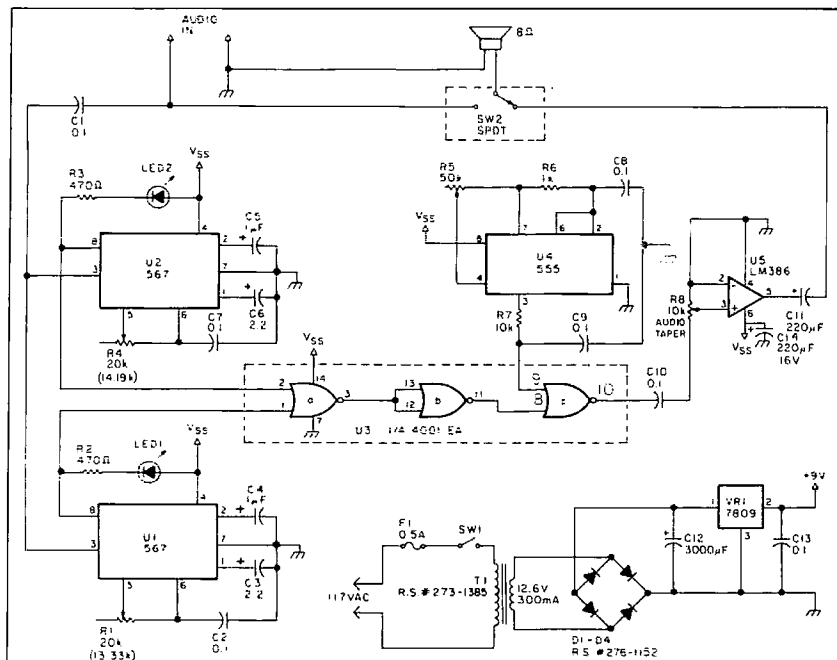 AUDIO
IN
8Ω
C1
0.1
SW2
SPDT
R3
470Ω
LED2
VSS
C5
1µF
R5
50k
R6
1k
C8
0.1
8
4
2
3
U2
567
7
1
5
6
C7
0.1
C6
2.2
R4
20k
(14.19k)
VSS
8
7
6
2
U4
555
4
1
3
R7
10k
C9
0.1
U5
LM386
2
4
3
5
6
R8
10k
AUDIO
TAPER
VSS
C11
220µF
C14
220µF
16V
VSS
2
14
a
3
1
7
13
12
b
11
9
8
c
10
C10
0.1
U3 1/4 4001 EA
R2
470Ω
LED1
VSS
C4
1µF
8
4
2
3
U1
567
7
1
5
6
C3
2.2
R1
20k
(13.33k)
C2
0.1
F1
0.5A
SW1
117VAC
T1
R.S #273-1385
12.6V
300mA
D1-D4
R.S #276-1152
C12
3000µF
1
VR1
7809
2
3
+9V
C13
0.1